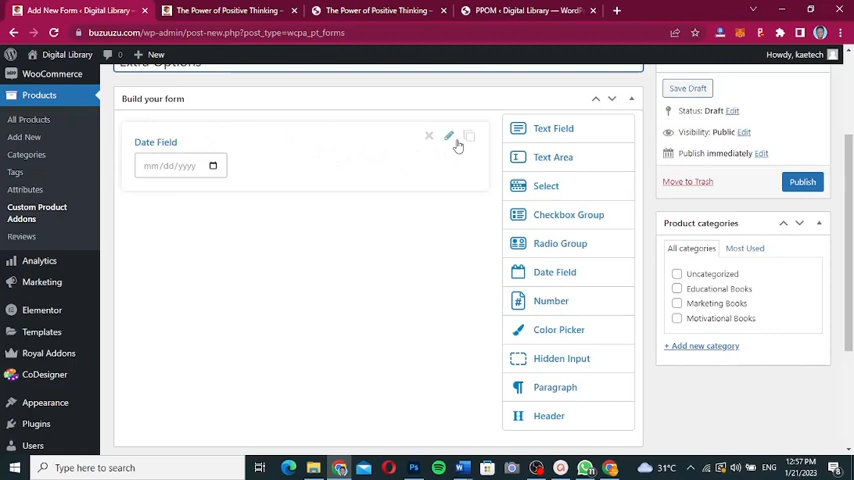 Add New Form ‹ Digital Library —
The Power of Positive Thinking –
The Power of Positive Thinking –
PPOM ‹ Digital Library — WordPr
buzuuzu.com/wp-admin/post-new.php?post_type=wcpa_pt_forms
Digital Library
0
+ New
Howdy, kaetech
WooCommerce
Products
All Products
Add New
Categories
Tags
Attributes
Custom Product
Addons
Reviews
Analytics
Marketing
Elementor
Templates
Royal Addons
CoDesigner
Appearance
Plugins
Users
Extra Options
Build your form
Date Field
mm/dd/yyyy
Text Field
Text Area
Select
Checkbox Group
Radio Group
Date Field
Number
Color Picker
Hidden Input
Paragraph
Header
Save Draft
Status: Draft Edit
Visibility: Public Edit
Publish immediately Edit
Move to Trash
Publish
Product categories
All categories
Most Used
Uncategorized
Educational Books
Marketing Books
Motivational Books
+ Add new category
Type here to search
31°C
ENG
12:57 PM
1/21/2023